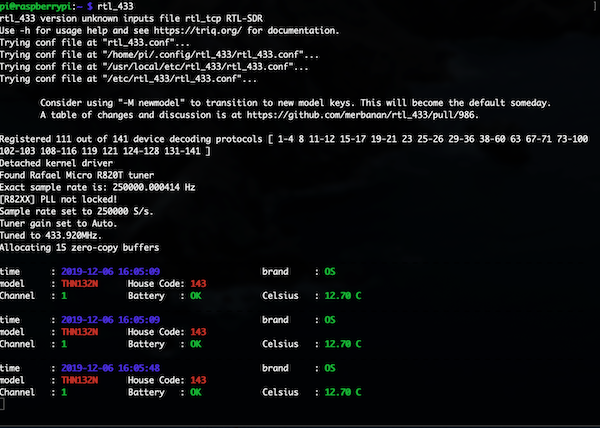 pi@raspberrypi:~ $ rtl_433
rtl_433 version unknown inputs file rtl_tcp RTL-SDR
Use -h for usage help and see https://triq.org/ for documentation.
Trying conf file at "rtl_433.conf"...
Trying conf file at "/home/pi/.config/rtl_433/rtl_433.conf"...
Trying conf file at "/usr/local/etc/rtl_433/rtl_433.conf"...
Trying conf file at "/etc/rtl_433/rtl_433.conf"...
Consider using "-M newmodel" to transition to new model keys. This will become the default someday.
A table of changes and discussion is at https://github.com/merbanan/rtl_433/pull/986.
Registered 111 out of 141 device decoding protocols [ 1-4 8 11-12 15-17 19-21 23 25-26 29-36 38-60 63 67-71 73-100
102-103 108-116 119 121 124-128 131-141 ]
Detached kernel driver
Found Rafael Micro R820T tuner
Exact sample rate is: 250000.000414 Hz
[R82XX] PLL not locked!
Sample rate set to 250000 S/s.
Tuner gain set to Auto.
Tuned to 433.920MHz.
Allocating 15 zero-copy buffers
time : 2019-12-06 16:05:09 brand : OS
model : THN132N House Code: 143
Channel : 1 Battery : OK Celsius : 12.70 C
time : 2019-12-06 16:05:09 brand : OS
model : THN132N House Code: 143
Channel : 1 Battery : OK Celsius : 12.70 C
time : 2019-12-06 16:05:48 brand : OS
model : THN132N House Code: 143
Channel : 1 Battery : OK Celsius : 12.70 C